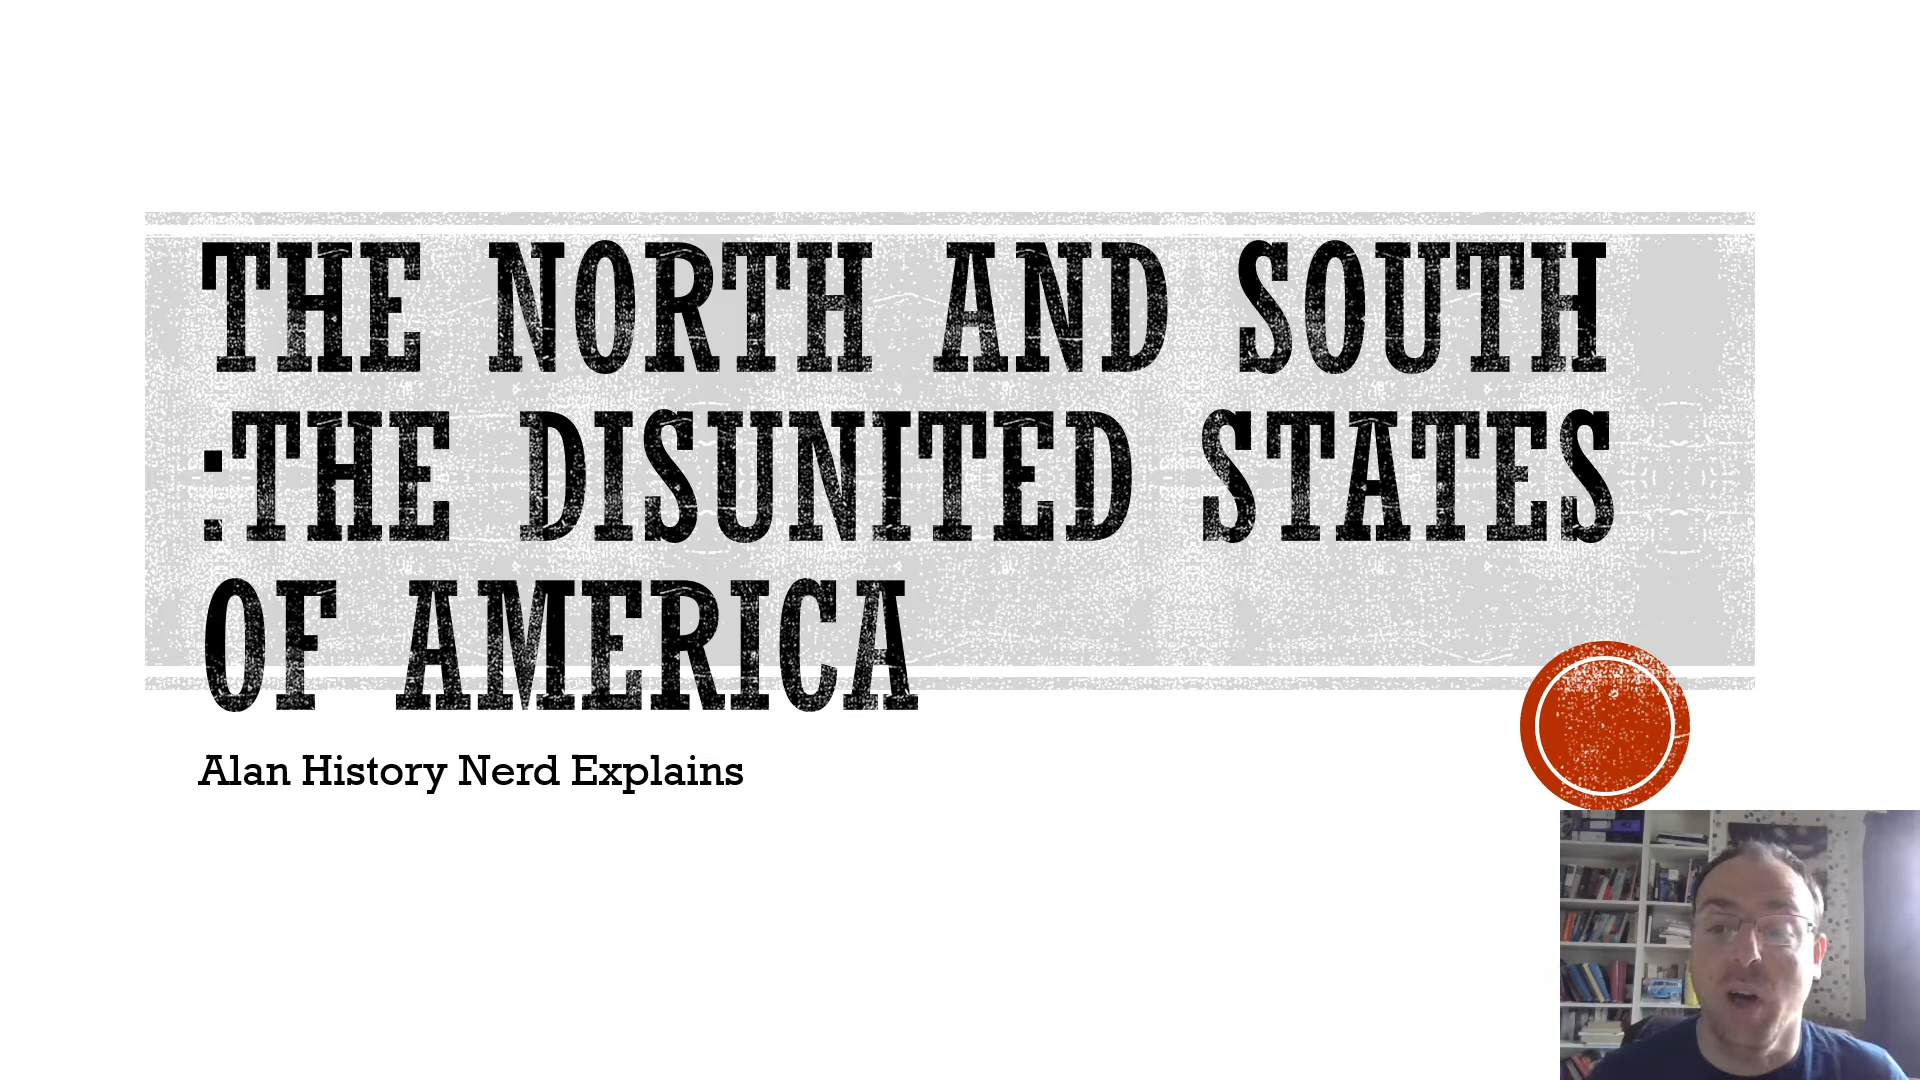 THE NORTH AND SOUTH
:THE DISUNITED STATES
OF AMERICA
Alan History Nerd Explains